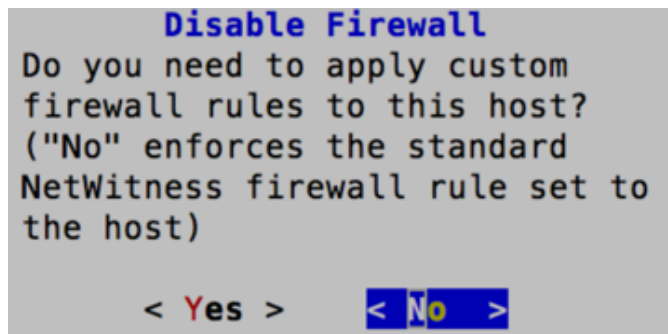 Disable Firewall
Do you need to apply custom
firewall rules to this host?
("No" enforces the standard
NetWitness firewall rule set to
the host)
< Yes > < No >